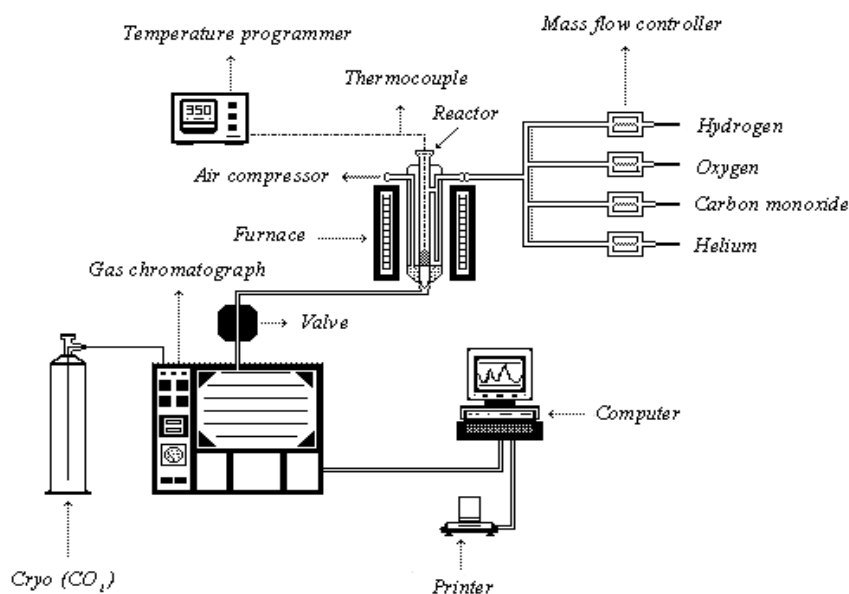 Mass flow controller
Temperature programmer
Thermocouple
350
Reactor
Hydrogen
Oxygen
Air compressor
Carbon monoxide
Furnace
Helium
Gas chromatograph
Valve
Computer
Cryo (CO₂)
Printer